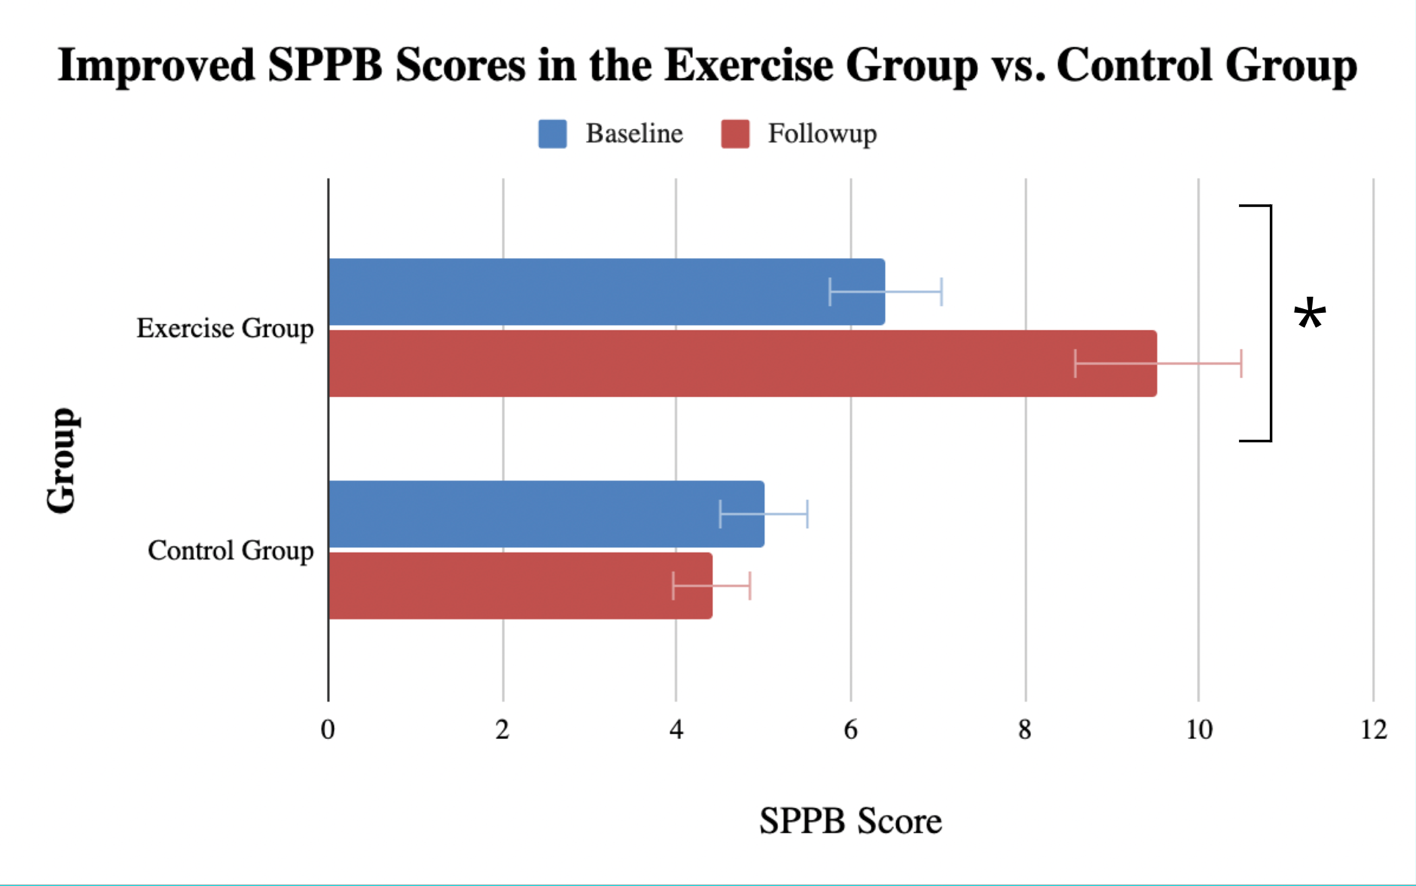 Improved SPPB Scores in the Exercise Group vs. Control Group
Baseline Followup
Exercise Group
*
Group
Control Group
0 2 4 6 8 10 12
SPPB Score